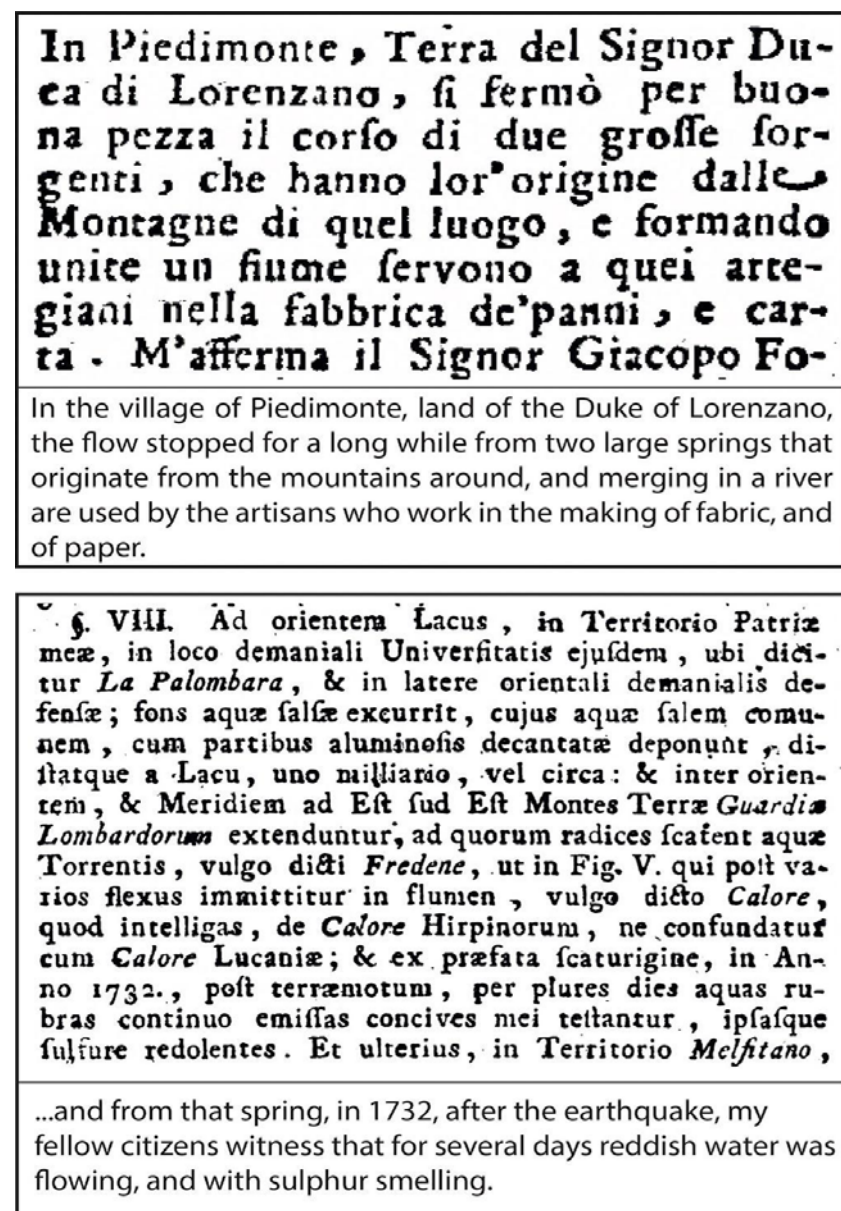 In Piedimonte, Terra del Signor Du-
ca di Lorenzano, ſi fermò per buo-
na pezza il corſo di due groſſe ſor-
genti, che hanno lor'origine dalle
Montagne di quel luogo, e formando
unite un fiume ſervono a quei arte-
giani nella fabbrica de'panni, e car-
ta. M'afferma il Signor Giacopo Fo-
In the village of Piedimonte, land of the Duke of Lorenzano,
the flow stopped for a long while from two large springs that
originate from the mountains around, and merging in a river
are used by the artisans who work in the making of fabric, and
of paper.
§. VIII. Ad orientem Lacus, in Territorio Patriæ
meæ, in loco demaniali Univerſitatis ejuſdem, ubi dici-
tur La Palombara, & in latere orientali demanialis de-
fenſæ; fons aquæ ſalſæ excurrit, cujus aquæ ſalem comu-
nem, cum partibus aluminoſis decantatæ deponunt, di-
ſtatque a Lacu, uno milliario, vel circa: & inter orien-
tem, & Meridiem ad Eſt ſud Eſt Montes Terræ Guardiæ
Lombardorum extenduntur, ad quorum radices ſcatent aquæ
Torrentis, vulgo dicti Fredene, ut in Fig. V. qui poſt va-
rios flexus immittitur in flumen, vulgo dicto Calore,
quod intelligas, de Calore Hirpinorum, ne confundatur
cum Calore Lucaniæ; & ex præfata ſcaturigine, in An-
no 1732., poſt terræmotum, per plures dies aquas ru-
bras continuo emiſſas concives mei teſtantur, ipſaſque
ſulfure redolentes. Et ulterius, in Territorio Melfitano,
...and from that spring, in 1732, after the earthquake, my
fellow citizens witness that for several days reddish water was
flowing, and with sulphur smelling.